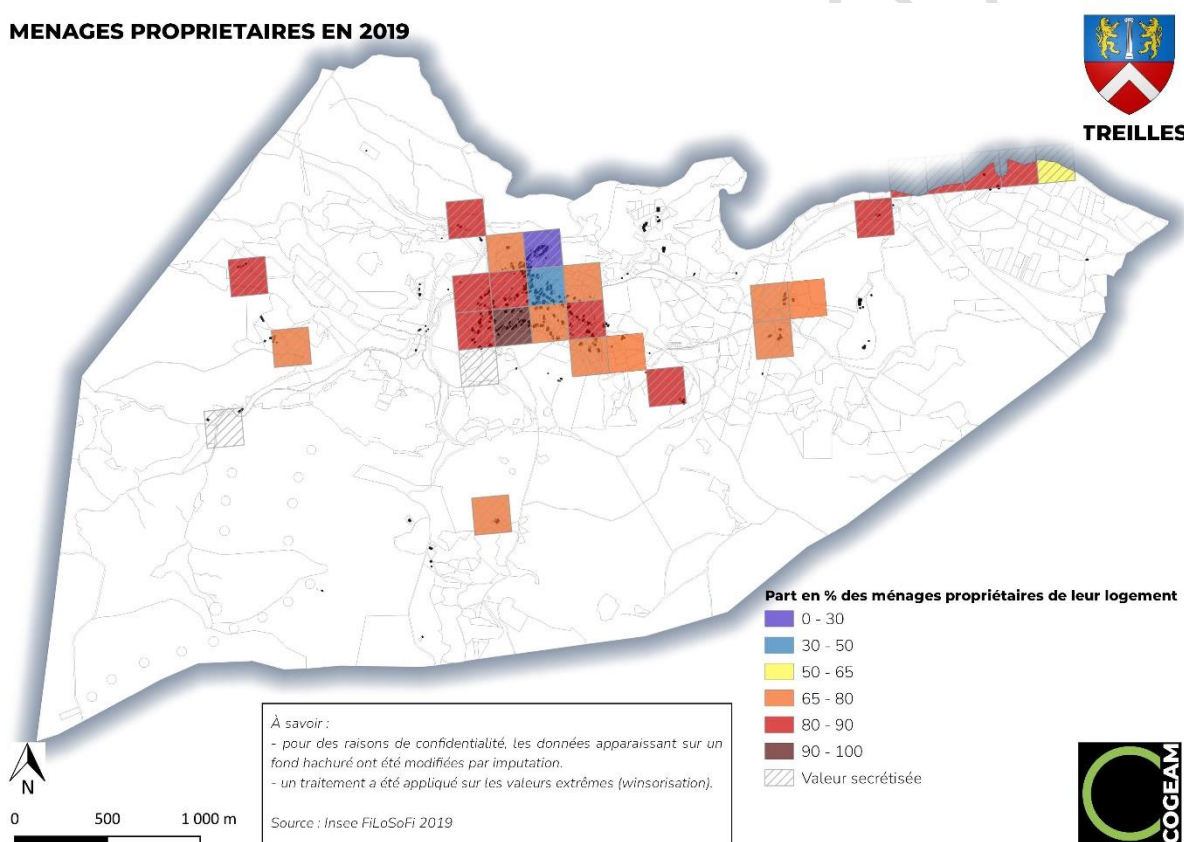 MENAGES PROPRIETAIRES EN 2019
TREILLES
Part en % des ménages propriétaires de leur logement
0 - 30
30 - 50
50 - 65
65 - 80
80 - 90
90 - 100
Valeur secrétisée
À savoir :
- pour des raisons de confidentialité, les données apparaissant sur un
fond hachuré ont été modifiées par imputation.
- un traitement a été appliqué sur les valeurs extrêmes (winsorisation).
Source : Insee FiLoSoFi 2019
N
0 500 1 000 m
COGEAM